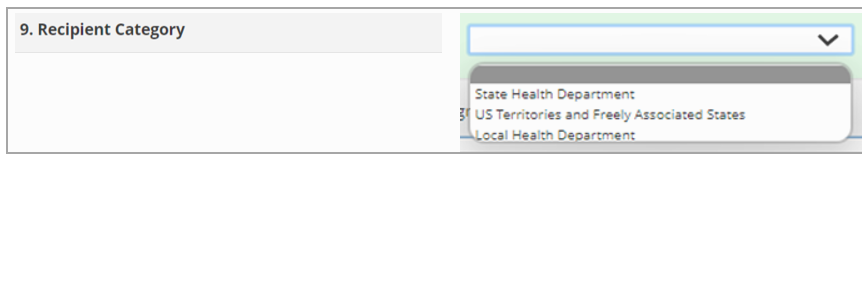 9. Recipient Category
State Health Department
US Territories and Freely Associated States
Local Health Department